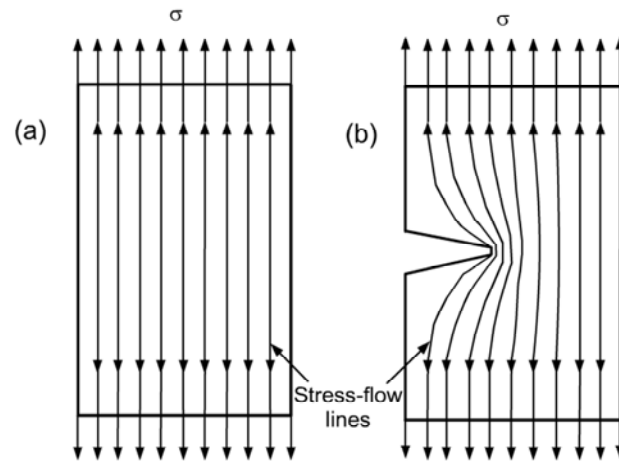 σ
σ
(a)
(b)
Stress-flow
lines